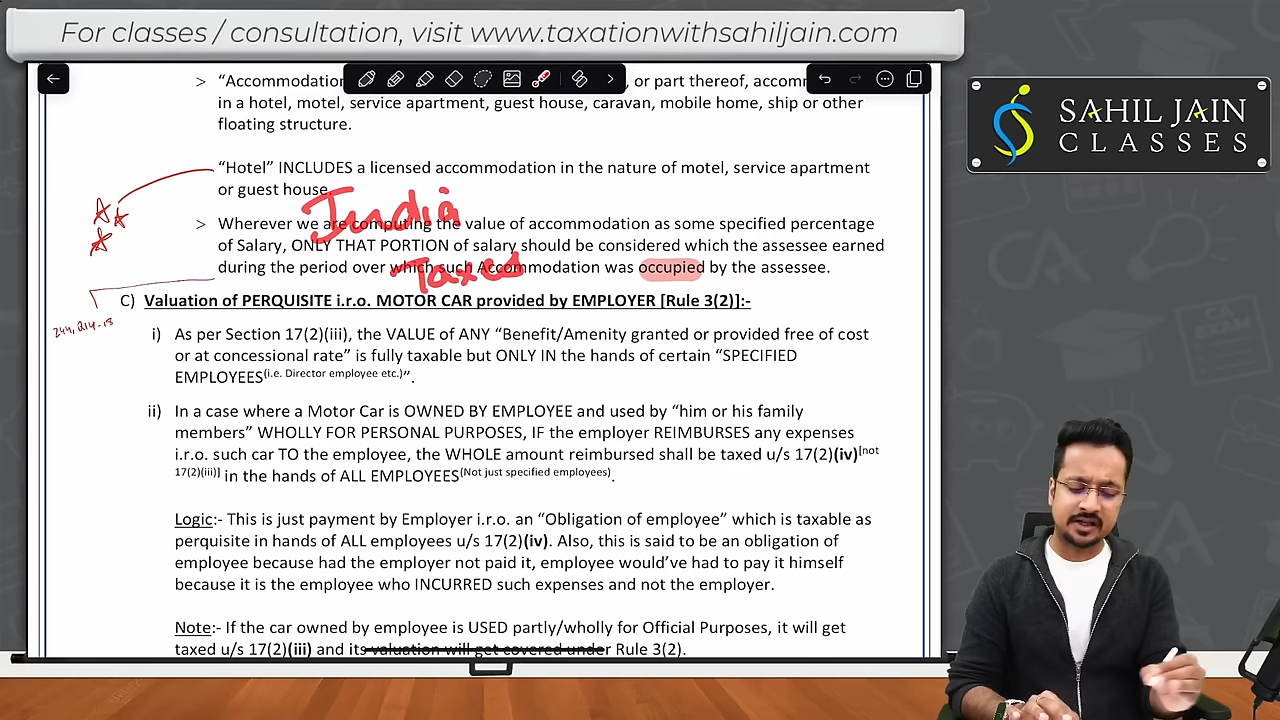 For classes / consultation, visit www.taxationwithsahiljain.com
SAHIL JAIN
CLASSES
> “Accommodation , or part thereof, accomm
in a hotel, motel, service apartment, guest house, caravan, mobile home, ship or other
floating structure.
“Hotel” INCLUDES a licensed accommodation in the nature of motel, service apartment
or guest house.
India
> Wherever we are computing the value of accommodation as some specified percentage
of Salary, ONLY THAT PORTION of salary should be considered which the assessee earned
during the period over which such Accommodation was occupied by the assessee.
Taxes
C) Valuation of PERQUISITE i.r.o. MOTOR CAR provided by EMPLOYER [Rule 3(2)]:-
i) As per Section 17(2)(iii), the VALUE of ANY “Benefit/Amenity granted or provided free of cost
or at concessional rate” is fully taxable but ONLY IN the hands of certain “SPECIFIED
EMPLOYEES(i.e. Director employee etc.)”.
ii) In a case where a Motor Car is OWNED BY EMPLOYEE and used by “him or his family
members” WHOLLY FOR PERSONAL PURPOSES, IF the employer REIMBURSES any expenses
i.r.o. such car TO the employee, the WHOLE amount reimbursed shall be taxed u/s 17(2)(iv)[not
17(2)(iii)] in the hands of ALL EMPLOYEES(Not just specified employees).
Logic:- This is just payment by Employer i.r.o. an “Obligation of employee” which is taxable as
perquisite in hands of ALL employees u/s 17(2)(iv). Also, this is said to be an obligation of
employee because had the employer not paid it, employee would’ve had to pay it himself
because it is the employee who INCURRED such expenses and not the employer.
Note:- If the car owned by employee is USED partly/wholly for Official Purposes, it will get
taxed u/s 17(2)(iii) and its valuation will get covered under Rule 3(2).